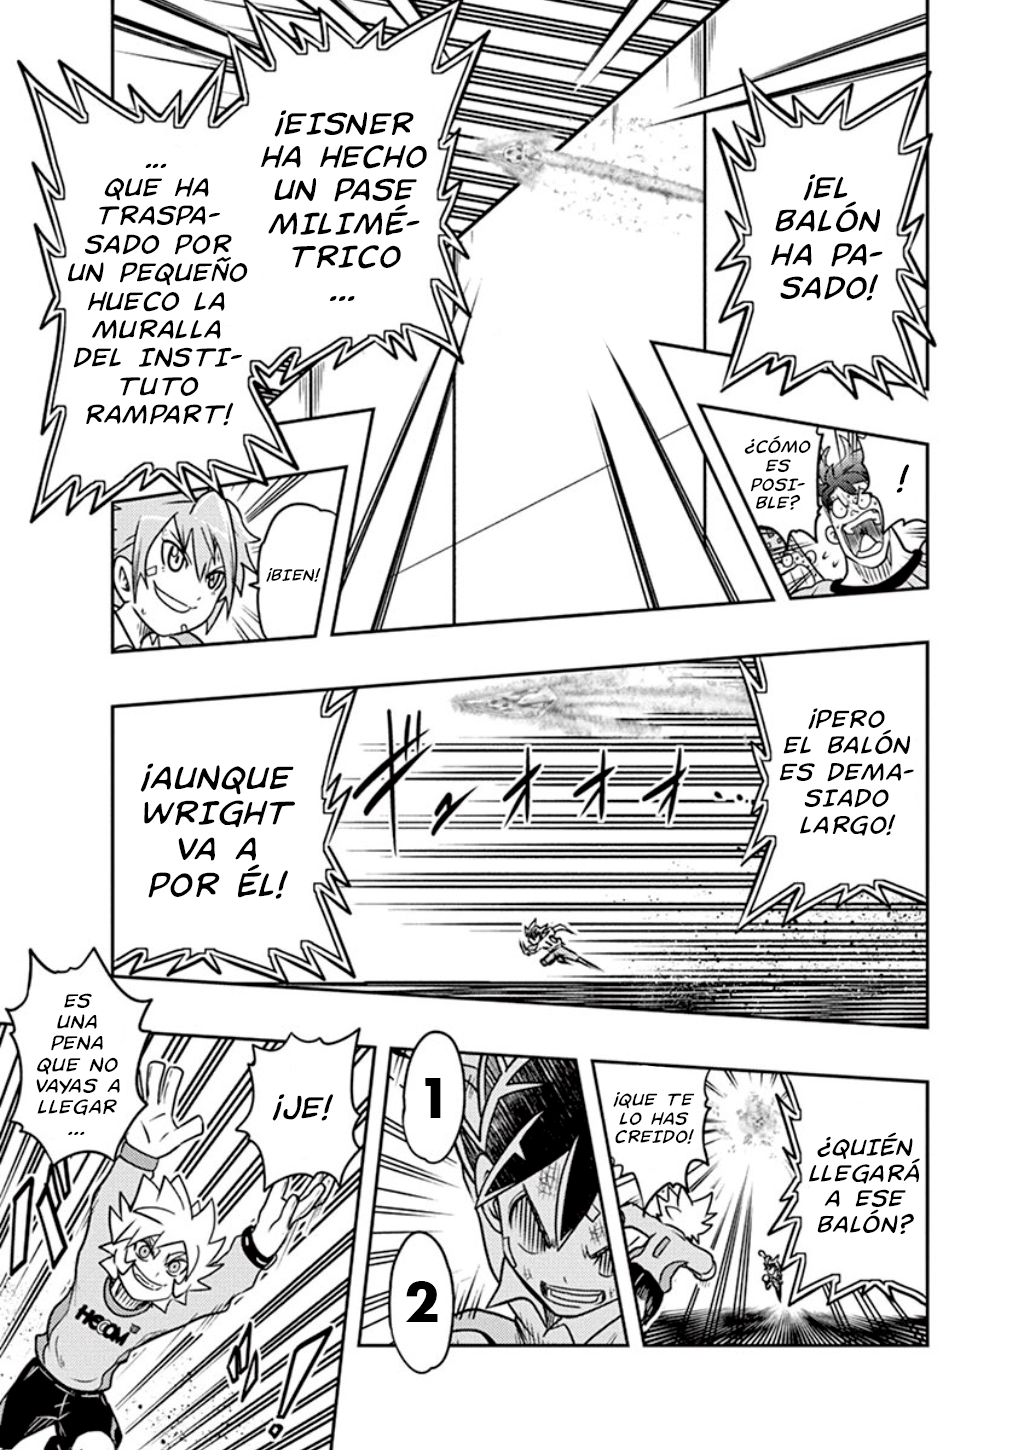 ¡EL
BALÓN
HA PA-
SADO!
¡EISNER
HA HECHO
UN PASE
MILIMÉ-
TRICO
...
...
QUE HA
TRASPA-
SADO POR
UN PEQUEÑO
HUECO LA
MURALLA
DEL INSTI-
TUTO
RAMPART!
!
¿CÓMO
ES
POSI-
BLE?
¡BIEN!
¡PERO
EL BALÓN
ES DEMA-
SIADO
LARGO!
¡AUNQUE
WRIGHT
VA A
POR ÉL!
¿QUIÉN
LLEGARÁ
A ESE
BALÓN?
¡QUE TE
LO HAS
CREIDO!
1
2
¡JE!
ES
UNA
PENA
QUE NO
VAYAS A
LLEGAR
...
HECOM